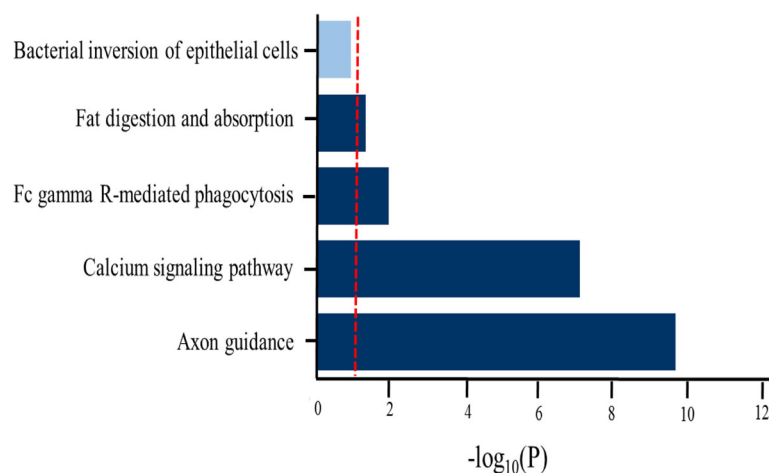 Bacterial inversion of epithelial cells
Fat digestion and absorption
Fc gamma R-mediated phagocytosis
Calcium signaling pathway
Axon guidance
0 2 4 6 8 10 12
-log₁₀(P)